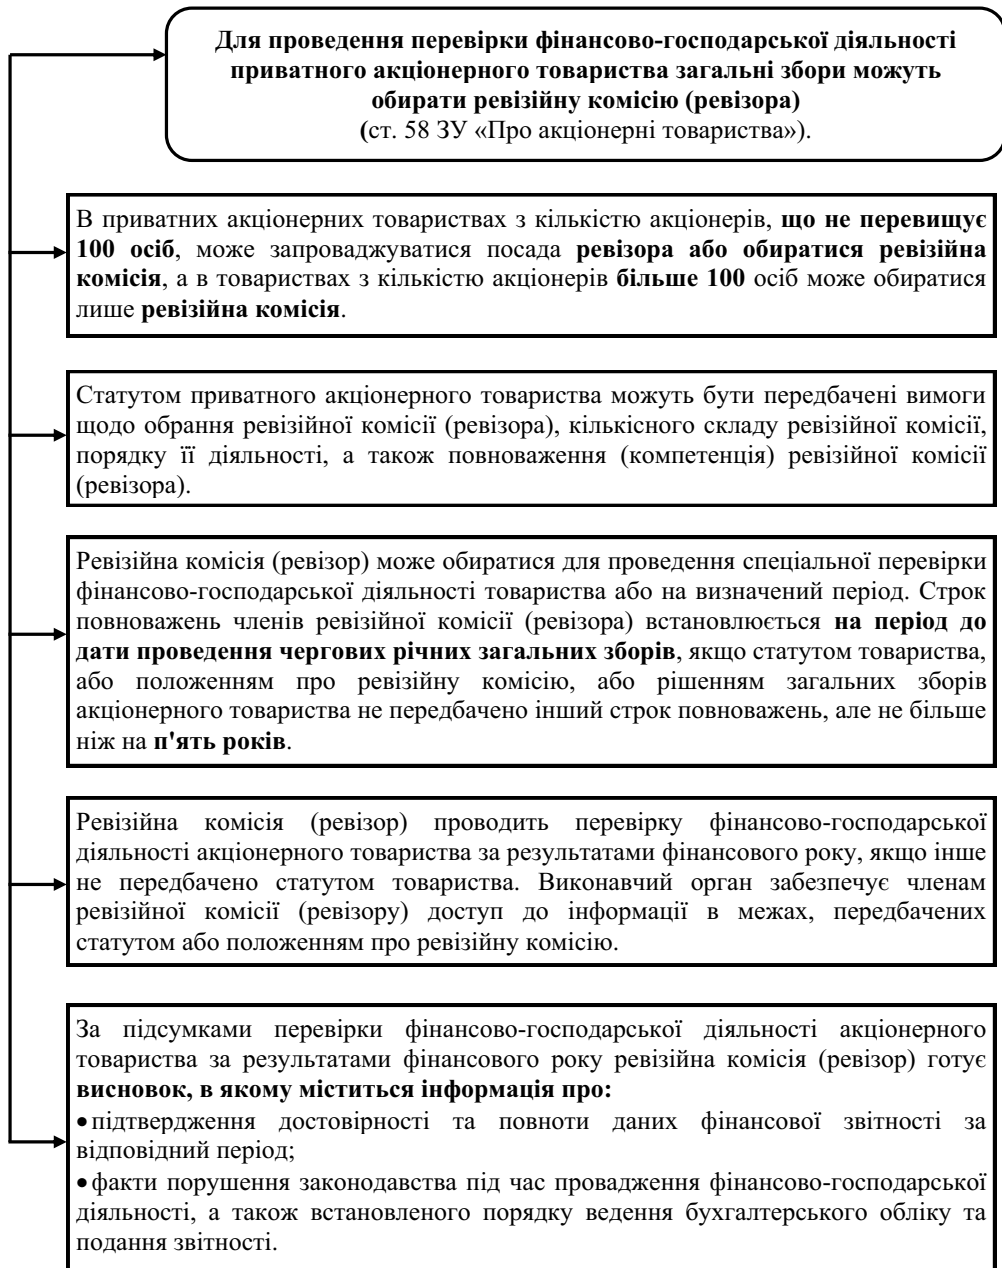 Для проведення перевірки фінансово-господарської діяльності
приватного акціонерного товариства загальні збори можуть
обирати ревізійну комісію (ревізора)
(ст. 58 ЗУ «Про акціонерні товариства»).
В приватних акціонерних товариствах з кількістю акціонерів, що не перевищує
100 осіб, може запроваджуватися посада ревізора або обиратися ревізійна
комісія, а в товариствах з кількістю акціонерів більше 100 осіб може обиратися
лише ревізійна комісія.
Статутом приватного акціонерного товариства можуть бути передбачені вимоги
щодо обрання ревізійної комісії (ревізора), кількісного складу ревізійної комісії,
порядку її діяльності, а також повноваження (компетенція) ревізійної комісії
(ревізора).
Ревізійна комісія (ревізор) може обиратися для проведення спеціальної перевірки
фінансово-господарської діяльності товариства або на визначений період. Строк
повноважень членів ревізійної комісії (ревізора) встановлюється на період до
дати проведення чергових річних загальних зборів, якщо статутом товариства,
або положенням про ревізійну комісію, або рішенням загальних зборів
акціонерного товариства не передбачено інший строк повноважень, але не більше
ніж на п'ять років.
Ревізійна комісія (ревізор) проводить перевірку фінансово-господарської
діяльності акціонерного товариства за результатами фінансового року, якщо інше
не передбачено статутом товариства. Виконавчий орган забезпечує членам
ревізійної комісії (ревізору) доступ до інформації в межах, передбачених
статутом або положенням про ревізійну комісію.
За підсумками перевірки фінансово-господарської діяльності акціонерного
товариства за результатами фінансового року ревізійна комісія (ревізор) готує
висновок, в якому міститься інформація про:
• підтвердження достовірності та повноти даних фінансової звітності за
відповідний період;
• факти порушення законодавства під час провадження фінансово-господарської
діяльності, а також встановленого порядку ведення бухгалтерського обліку та
подання звітності.